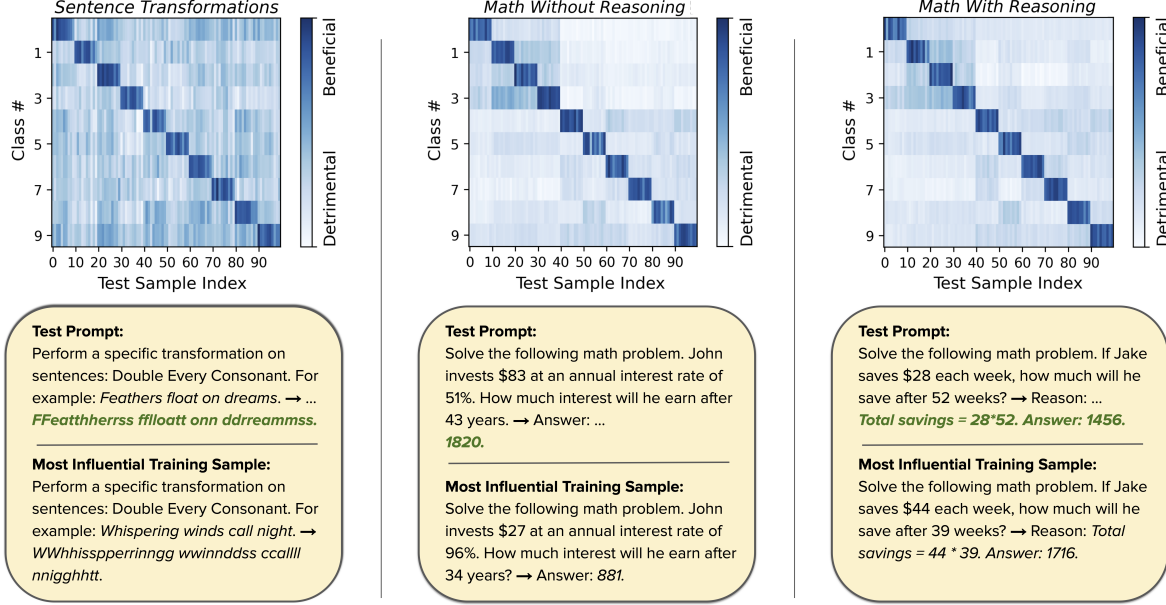 Sentence Transformations
Class #
1
3
5
7
9
0 10 20 30 40 50 60 70 80 90
Test Sample Index
Beneficial
Detrimental
Test Prompt:
Perform a specific transformation on
sentences: Double Every Consonant. For
example: Feathers float on dreams. → ...
FFeatthherrss fflloatt onn ddrreammss.
Most Influential Training Sample:
Perform a specific transformation on
sentences: Double Every Consonant. For
example: Whispering winds call night. →
WWhhisspperrinngg wwinnddss ccallll
nnigghhtt.
Math Without Reasoning
Class #
1
3
5
7
9
0 10 20 30 40 50 60 70 80 90
Test Sample Index
Beneficial
Detrimental
Test Prompt:
Solve the following math problem. John
invests $83 at an annual interest rate of
51%. How much interest will he earn after
43 years. → Answer: ...
1820.
Most Influential Training Sample:
Solve the following math problem. John
invests $27 at an annual interest rate of
96%. How much interest will he earn after
34 years? → Answer: 881.
Math With Reasoning
Class #
1
3
5
7
9
0 10 20 30 40 50 60 70 80 90
Test Sample Index
Beneficial
Detrimental
Test Prompt:
Solve the following math problem. If Jake
saves $28 each week, how much will he
save after 52 weeks? → Reason: ...
Total savings = 28*52. Answer: 1456.
Most Influential Training Sample:
Solve the following math problem. If Jake
saves $44 each week, how much will he
save after 39 weeks? → Reason: Total
savings = 44 * 39. Answer: 1716.